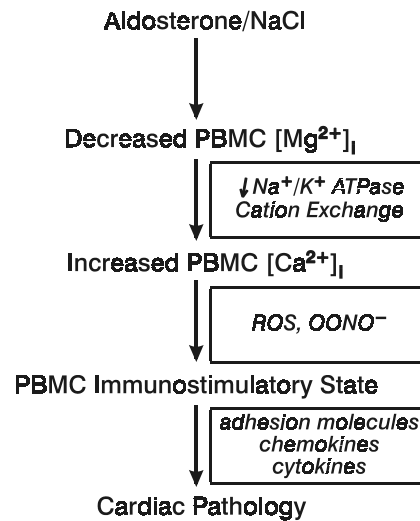 Aldosterone/NaCl
Decreased PBMC [Mg²⁺]ᵢ
↓Na⁺/K⁺ ATPase
Cation Exchange
Increased PBMC [Ca²⁺]ᵢ
ROS, OONO⁻
PBMC Immunostimulatory State
adhesion molecules
chemokines
cytokines
Cardiac Pathology